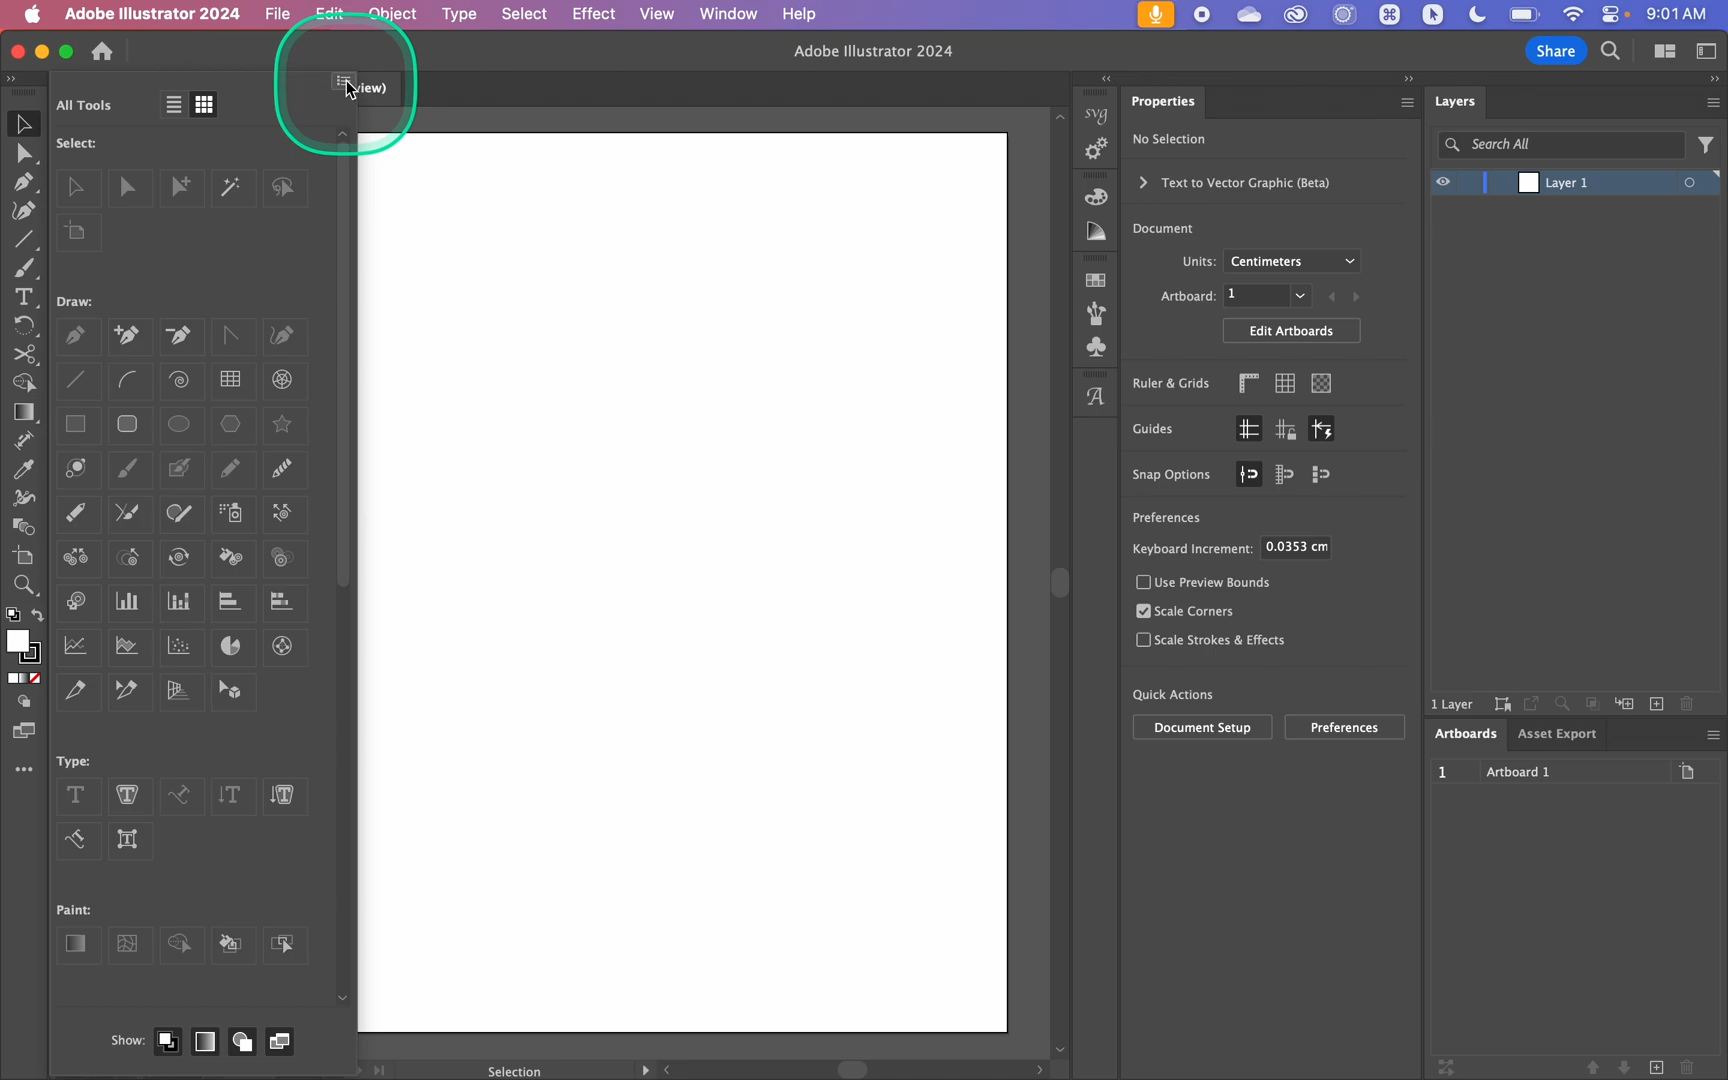 Adobe Illustrator 2024 File Edit Object Type Select Effect View Window Help 9:01 AM
Adobe Illustrator 2024
Share
All Tools
view)
Select:
Draw:
Type:
Paint:
Show:
Selection
svg
Properties
No Selection
Text to Vector Graphic (Beta)
Document
Units: Centimeters
Artboard: 1
Edit Artboards
Ruler & Grids
Guides
Snap Options
Preferences
Keyboard Increment: 0.0353 cm
Use Preview Bounds
Scale Corners
Scale Strokes & Effects
Quick Actions
Document Setup Preferences
Layers
Search All
Layer 1
1 Layer
Artboards Asset Export
1 Artboard 1